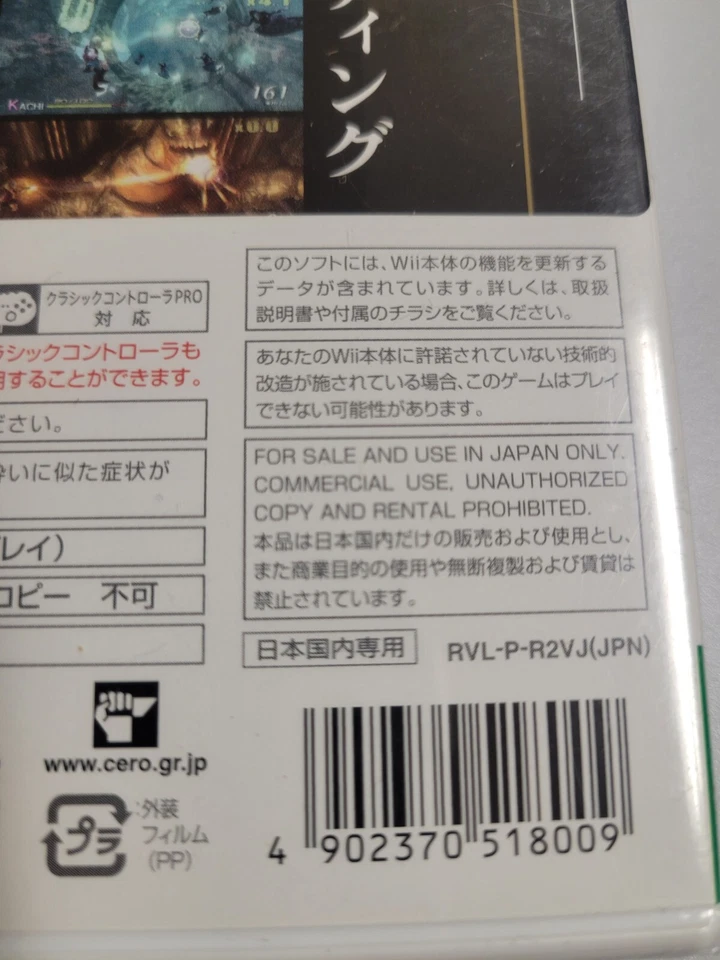 161
KACHI
x0.0
ィング。
クラシックコントローラPRO
対応
ラシックコントローラも
用することができます。
ださい。
酔いに似た症状が
プレイ)
コピー 不可
このソフトには、Wii本体の機能を更新する
データが含まれています。詳しくは、取扱
説明書や付属のチラシをご覧ください。
あなたのWii本体に許諾されていない技術的
改造が施されている場合、このゲームはプレイ
できない可能性があります。
FOR SALE AND USE IN JAPAN ONLY.
COMMERCIAL USE, UNAUTHORIZED
COPY AND RENTAL PROHIBITED.
本品は日本国内だけの販売および使用とし、
また商業目的の使用や無断複製および賃貸は
禁止されています。
日本国内専用
RVL-P-R2VJ(JPN)
www.cero.gr.jp
プラ
:外装
フィルム
(PP)
4 902370 518009